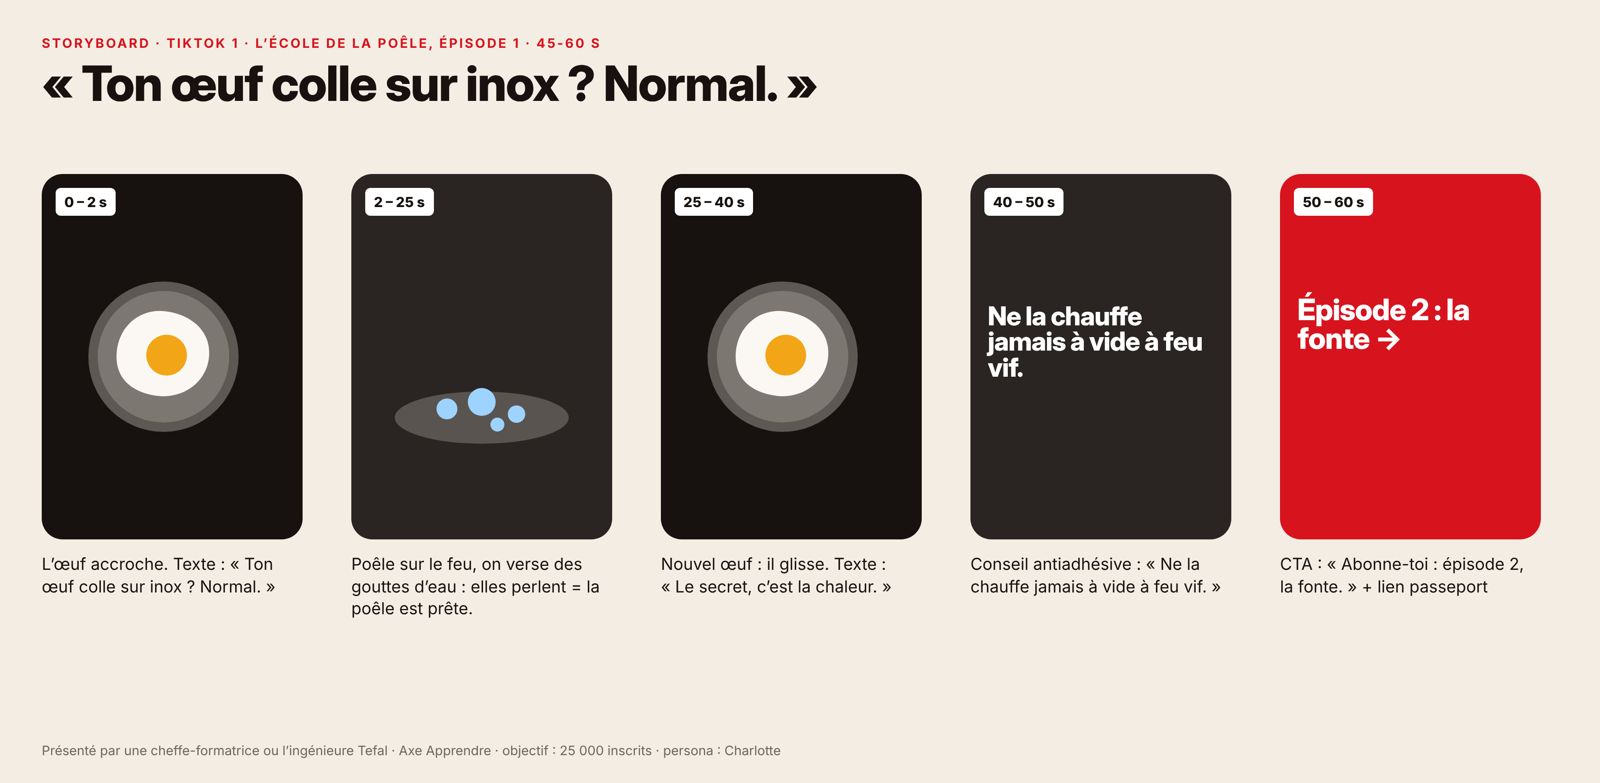 STORYBOARD · TIKTOK 1 · L’ÉCOLE DE LA POÊLE, ÉPISODE 1 · 45-60 S
« Ton œuf colle sur inox ? Normal. »
0 – 2 s
2 – 25 s
25 – 40 s
40 – 50 s
50 – 60 s
Ne la chauffe
jamais à vide à feu
vif.
Épisode 2 : la
fonte →
L’œuf accroche. Texte : « Ton
œuf colle sur inox ? Normal. »
Poêle sur le feu, on verse des
gouttes d’eau : elles perlent = la
poêle est prête.
Nouvel œuf : il glisse. Texte :
« Le secret, c’est la chaleur. »
Conseil antiadhésive : « Ne la
chauffe jamais à vide à feu vif. »
CTA : « Abonne-toi : épisode 2,
la fonte. » + lien passeport
Présenté par une cheffe-formatrice ou l’ingénieure Tefal · Axe Apprendre · objectif : 25 000 inscrits · persona : Charlotte